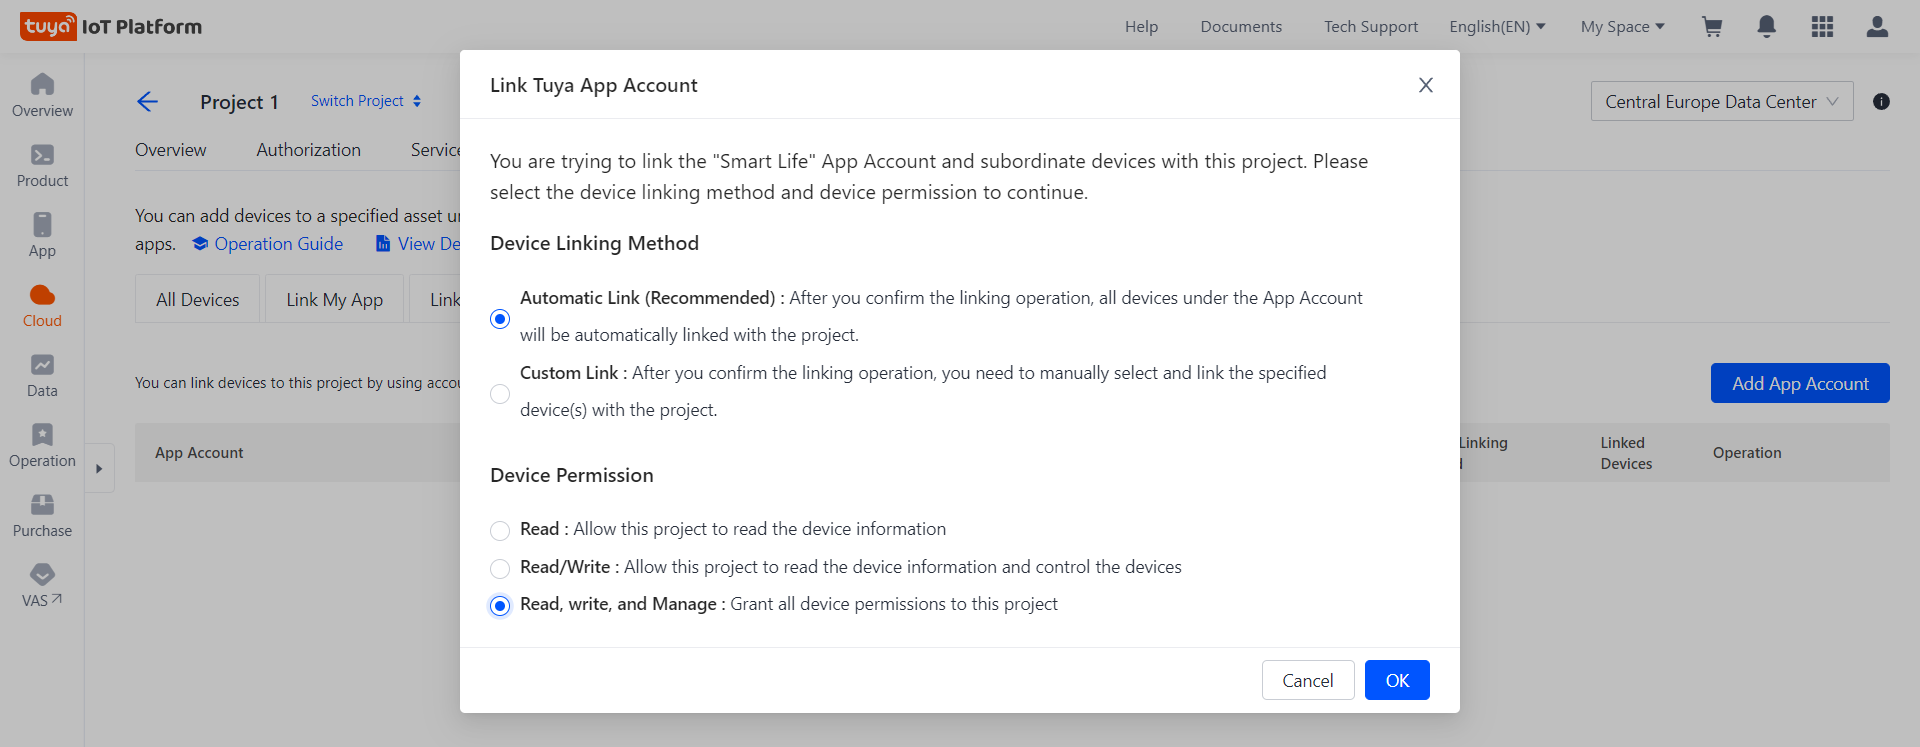 tuya IoT Platform
Help Documents Tech Support English(EN) My Space
Overview
Product
App
Cloud
Data
Operation
Purchase
VAS
Project 1 Switch Project
Central Europe Data Center
Overview Authorization Service
You can add devices to a specified asset
apps. Operation Guide View De
All Devices Link My App Link
You can link devices to this project by using
Add App Account
App Account
Linking
Linked
Devices
Operation
Link Tuya App Account
You are trying to link the "Smart Life" App Account and subordinate devices with this project. Please
select the device linking method and device permission to continue.
Device Linking Method
Automatic Link (Recommended) : After you confirm the linking operation, all devices under the App Account
will be automatically linked with the project.
Custom Link : After you confirm the linking operation, you need to manually select and link the specified
device(s) with the project.
Device Permission
Read : Allow this project to read the device information
Read/Write : Allow this project to read the device information and control the devices
Read, write, and Manage : Grant all device permissions to this project
Cancel OK